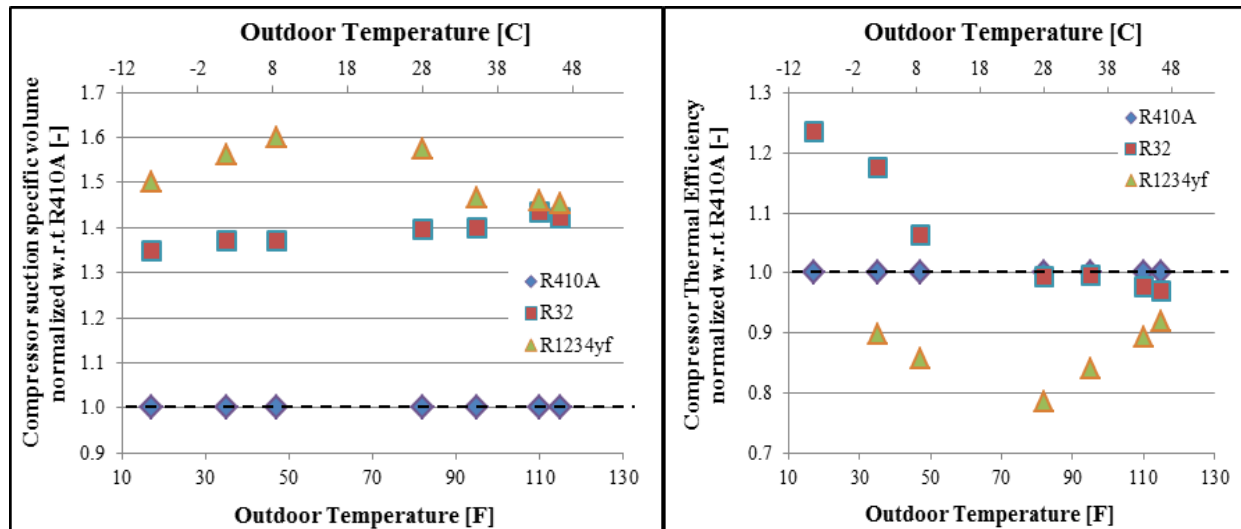 Outdoor Temperature [C]
-12 -2 8 18 28 38 48
1.7
1.6
1.5
1.4
1.3
1.2
1.1
1.0
0.9
Compressor suction specific volume
normalized w.r.t R410A [-]
R410A
R32
R1234yf
10 30 50 70 90 110 130
Outdoor Temperature [F]
Outdoor Temperature [C]
-12 -2 8 18 28 38 48
1.3
1.2
1.1
1.0
0.9
0.8
0.7
Compressor Thermal Efficiency
normalized w.r.t R410A [-]
R410A
R32
R1234yf
10 30 50 70 90 110 130
Outdoor Temperature [F]